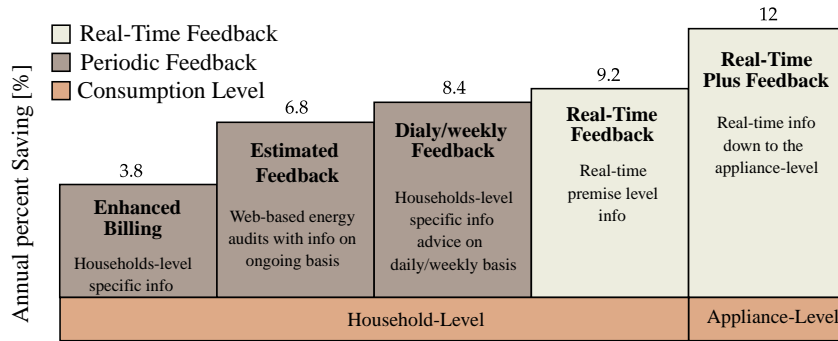 Real-Time Feedback
Periodic Feedback
Consumption Level
Annual percent Saving [%]
3.8
Enhanced
Billing
Households-level
specific info
6.8
Estimated
Feedback
Web-based energy
audits with info on
ongoing basis
8.4
Dialy/weekly
Feedback
Households-level
specific info
advice on
daily/weekly basis
9.2
Real-Time
Feedback
Real-time
premise level
info
12
Real-Time
Plus Feedback
Real-time info
down to the
appliance-level
Household-Level
Appliance-Level